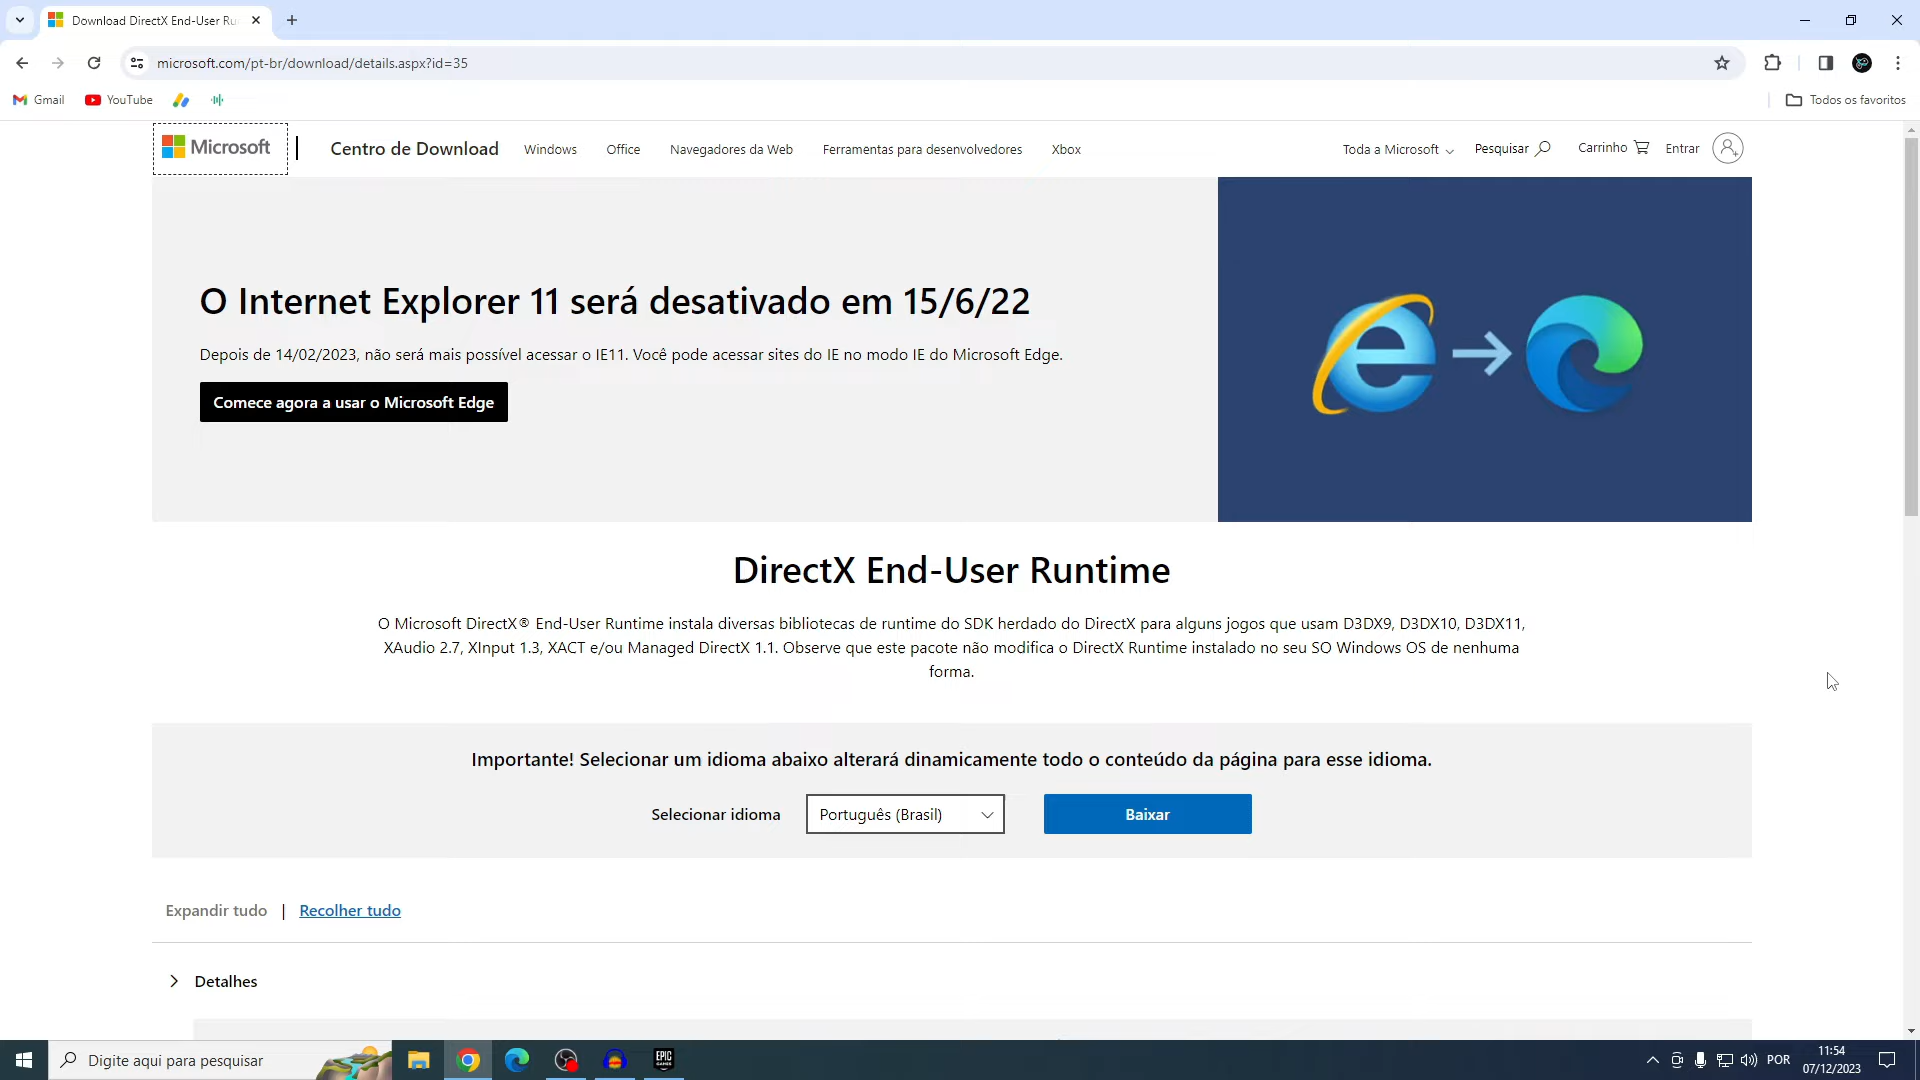 Download DirectX End-User Ru
microsoft.com/pt-br/download/details.aspx?id=35
Gmail
YouTube
Todos os favoritos
Microsoft
Centro de Download
Windows
Office
Navegadores da Web
Ferramentas para desenvolvedores
Xbox
Toda a Microsoft
Pesquisar
Carrinho
Entrar
O Internet Explorer 11 será desativado em 15/6/22
Depois de 14/02/2023, não será mais possível acessar o IE11. Você pode acessar sites do IE no modo IE do Microsoft Edge.
Comece agora a usar o Microsoft Edge
DirectX End-User Runtime
O Microsoft DirectX® End-User Runtime instala diversas bibliotecas de runtime do SDK herdado do DirectX para alguns jogos que usam D3DX9, D3DX10, D3DX11,
XAudio 2.7, XInput 1.3, XACT e/ou Managed DirectX 1.1. Observe que este pacote não modifica o DirectX Runtime instalado no seu SO Windows OS de nenhuma
forma.
Importante! Selecionar um idioma abaixo alterará dinamicamente todo o conteúdo da página para esse idioma.
Selecionar idioma
Português (Brasil)
Baixar
Expandir tudo | Recolher tudo
Detalhes
Digite aqui para pesquisar
EPIC
GAMES
POR
11:54
07/12/2023